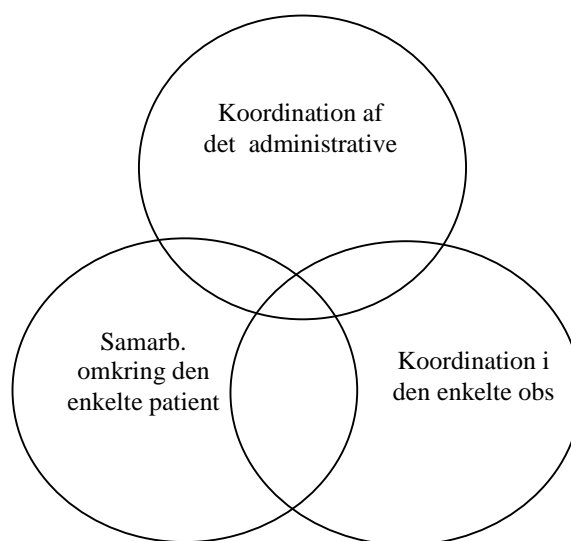 Koordination af
det administrative
Samarb.
omkring den
enkelte patient
Koordination i
den enkelte obs